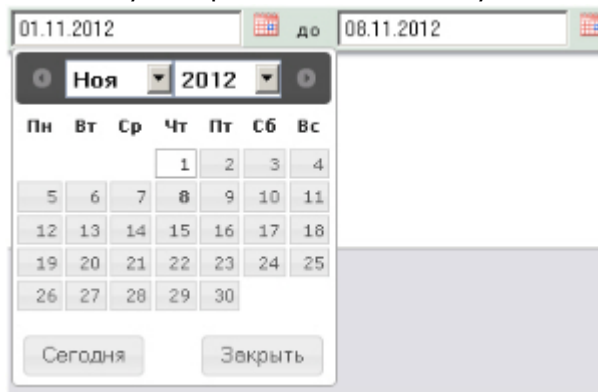 01.11.2012 до 08.11.2012
Ноя 2012
Пн Вт Ср Чт Пт Сб Вс
1 2 3 4
5 6 7 8 9 10 11
12 13 14 15 16 17 18
19 20 21 22 23 24 25
26 27 28 29 30
Сегодня Закрыть